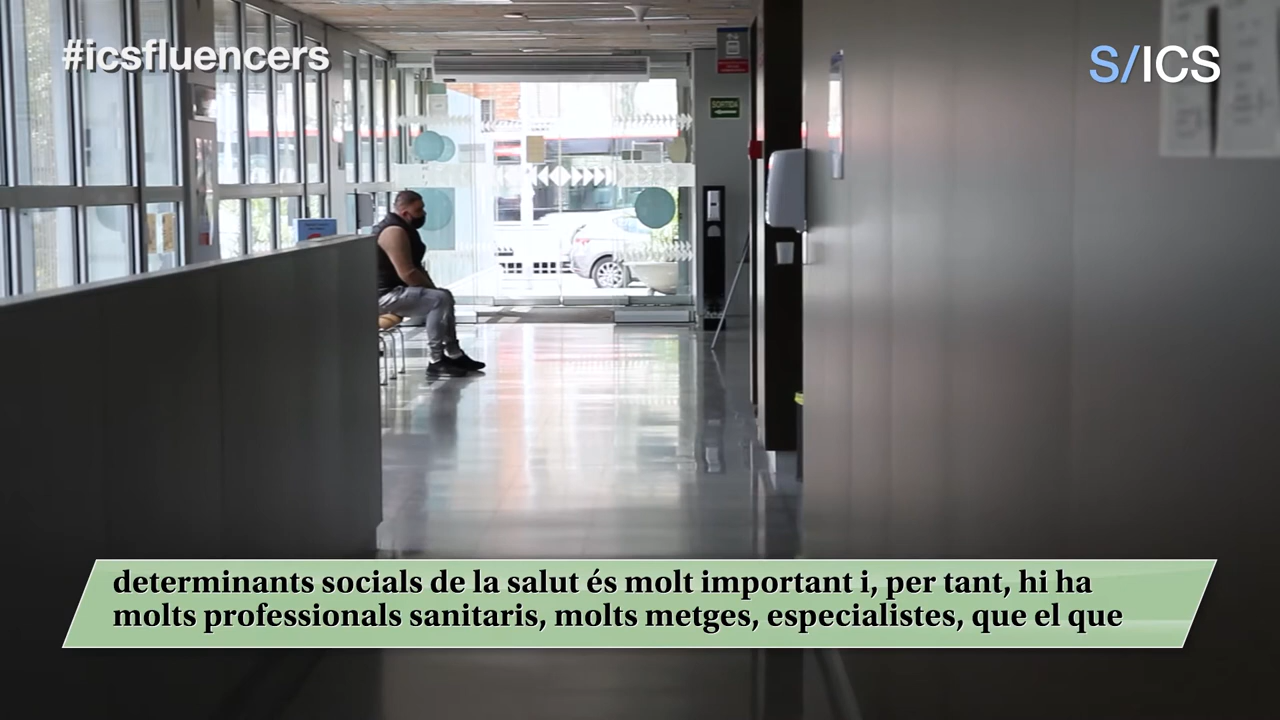 #icsfluencers
S/ICS
SORTIDA
determinants socials de la salut és molt important i, per tant, hi ha
molts professionals sanitaris, molts metges, especialistes, que el que